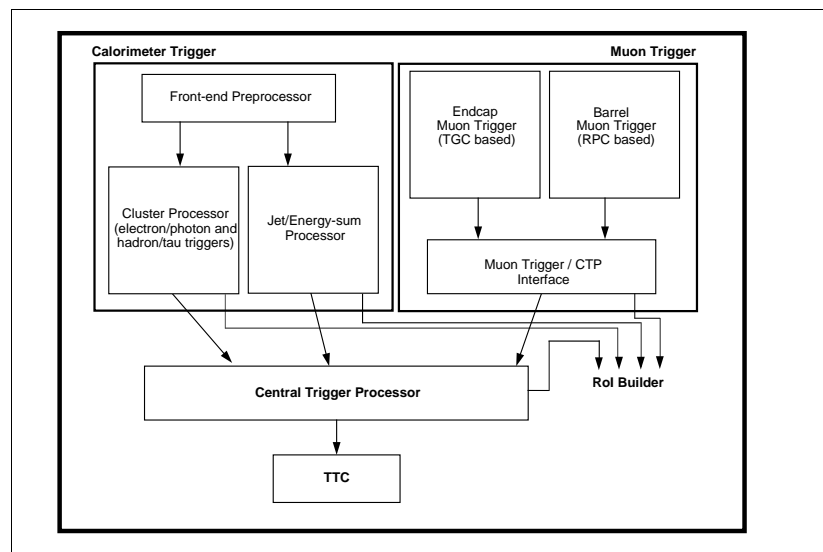 Calorimeter Trigger
Muon Trigger
Front-end Preprocessor
Endcap
Muon Trigger
(TGC based)
Barrel
Muon Trigger
(RPC based)
Cluster Processor
(electron/photon and
hadron/tau triggers)
Jet/Energy-sum
Processor
Muon Trigger / CTP
Interface
Central Trigger Processor
RoI Builder
TTC